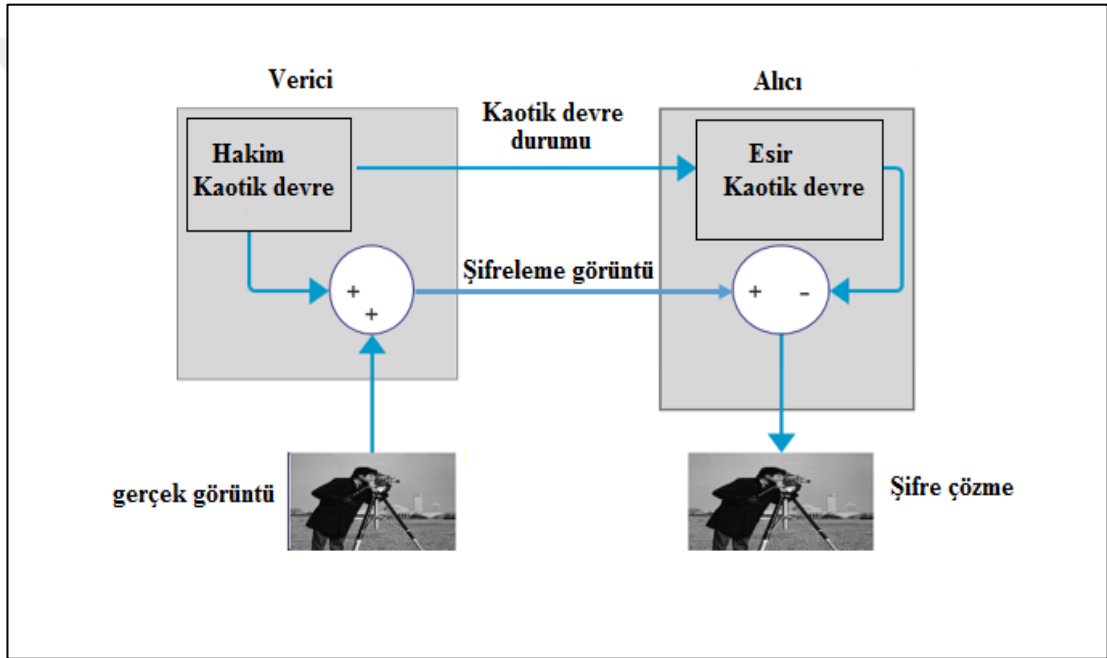 Verici
Alıcı
Kaotik devre
durumu
Hakim
Kaotik devre
Esir
Kaotik devre
Şifreleme görüntü
+
+
+ -
gerçek görüntü
Şifre çözme